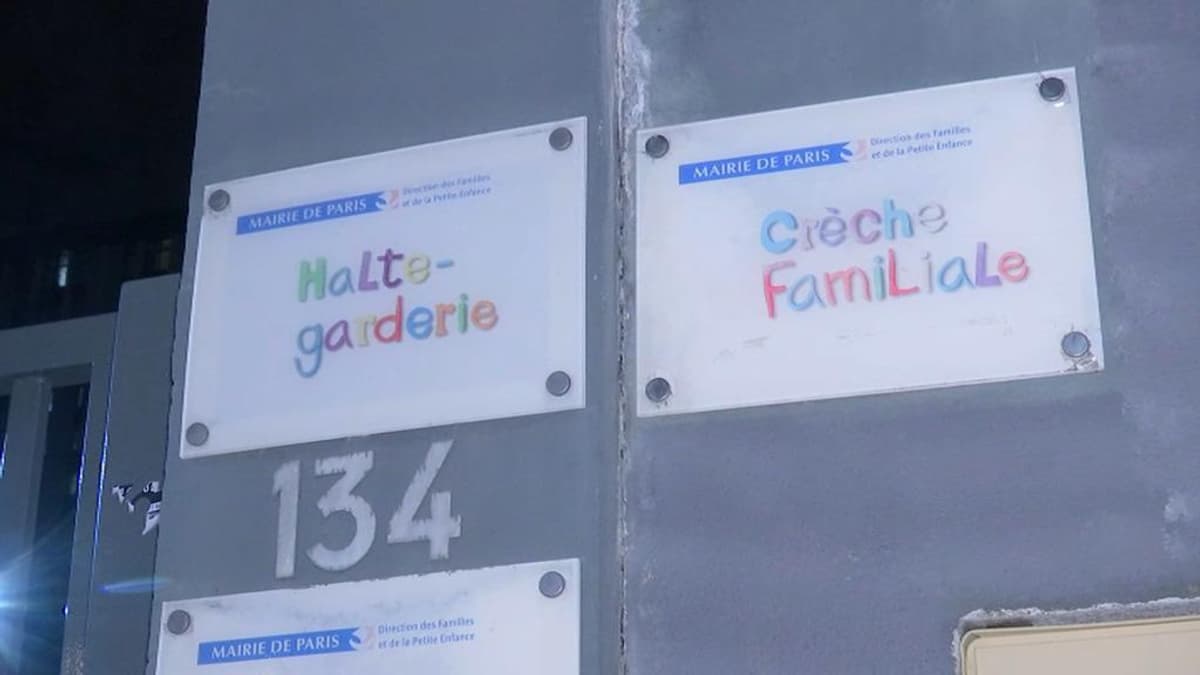 MAIRIE DE PARIS
Direction des Familles
et de la Petite Enfance
Halte-
garderie
MAIRIE DE PARIS
Direction des Familles
et de la Petite Enfance
Crèche
Familiale
134
MAIRIE DE PARIS
Direction des Familles
et de la Petite Enfance